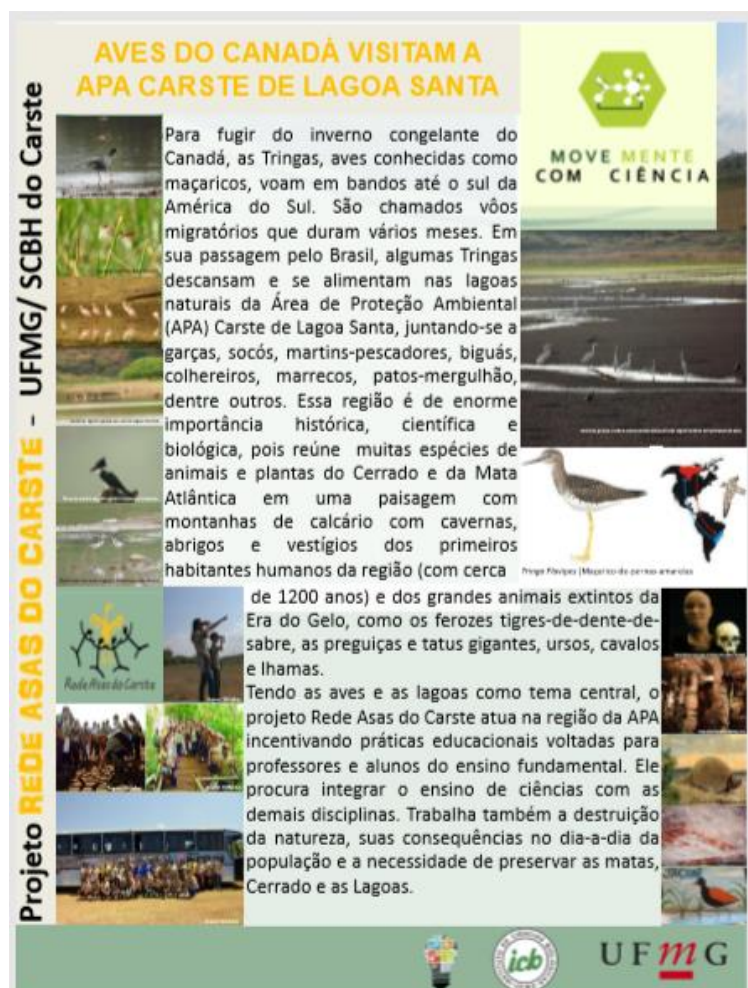 AVES DO CANADÁ VISITAM A
APA CARSTE DE LAGOA SANTA
MOVE MENTE
COM CIÊNCIA
Projeto REDE ASAS DO CARSTE - UFMG/ SCBH do Carste
Para fugir do inverno congelante do
Canadá, as Tringas, aves conhecidas como
maçaricos, voam em bandos até o sul da
América do Sul. São chamados vôos
migratórios que duram vários meses. Em
sua passagem pelo Brasil, algumas Tringas
descansam e se alimentam nas lagoas
naturais da Área de Proteção Ambiental
(APA) Carste de Lagoa Santa, juntando-se a
garças, socós, martins-pescadores, biguás,
colhereiros, marrecos, patos-mergulhão,
dentre outros. Essa região é de enorme
importância histórica, científica e
biológica, pois reúne muitas espécies de
animais e plantas do Cerrado e da Mata
Atlântica em uma paisagem com
montanhas de calcário com cavernas,
abrigos e vestígios dos primeiros
habitantes humanos da região (com cerca
de 1200 anos) e dos grandes animais extintos da
Era do Gelo, como os ferozes tigres-de-dente-de-
sabre, as preguiças e tatus gigantes, ursos, cavalos
e lhamas.
Tendo as aves e as lagoas como tema central, o
projeto Rede Asas do Carste atua na região da APA
incentivando práticas educacionais voltadas para
professores e alunos do ensino fundamental. Ele
procura integrar o ensino de ciências com as
demais disciplinas. Trabalha também a destruição
da natureza, suas consequências no dia-a-dia da
população e a necessidade de preservar as matas,
Cerrado e as Lagoas.
Maçarico de pernas amarelas
Rede Asas do Carste
icb
UFmG